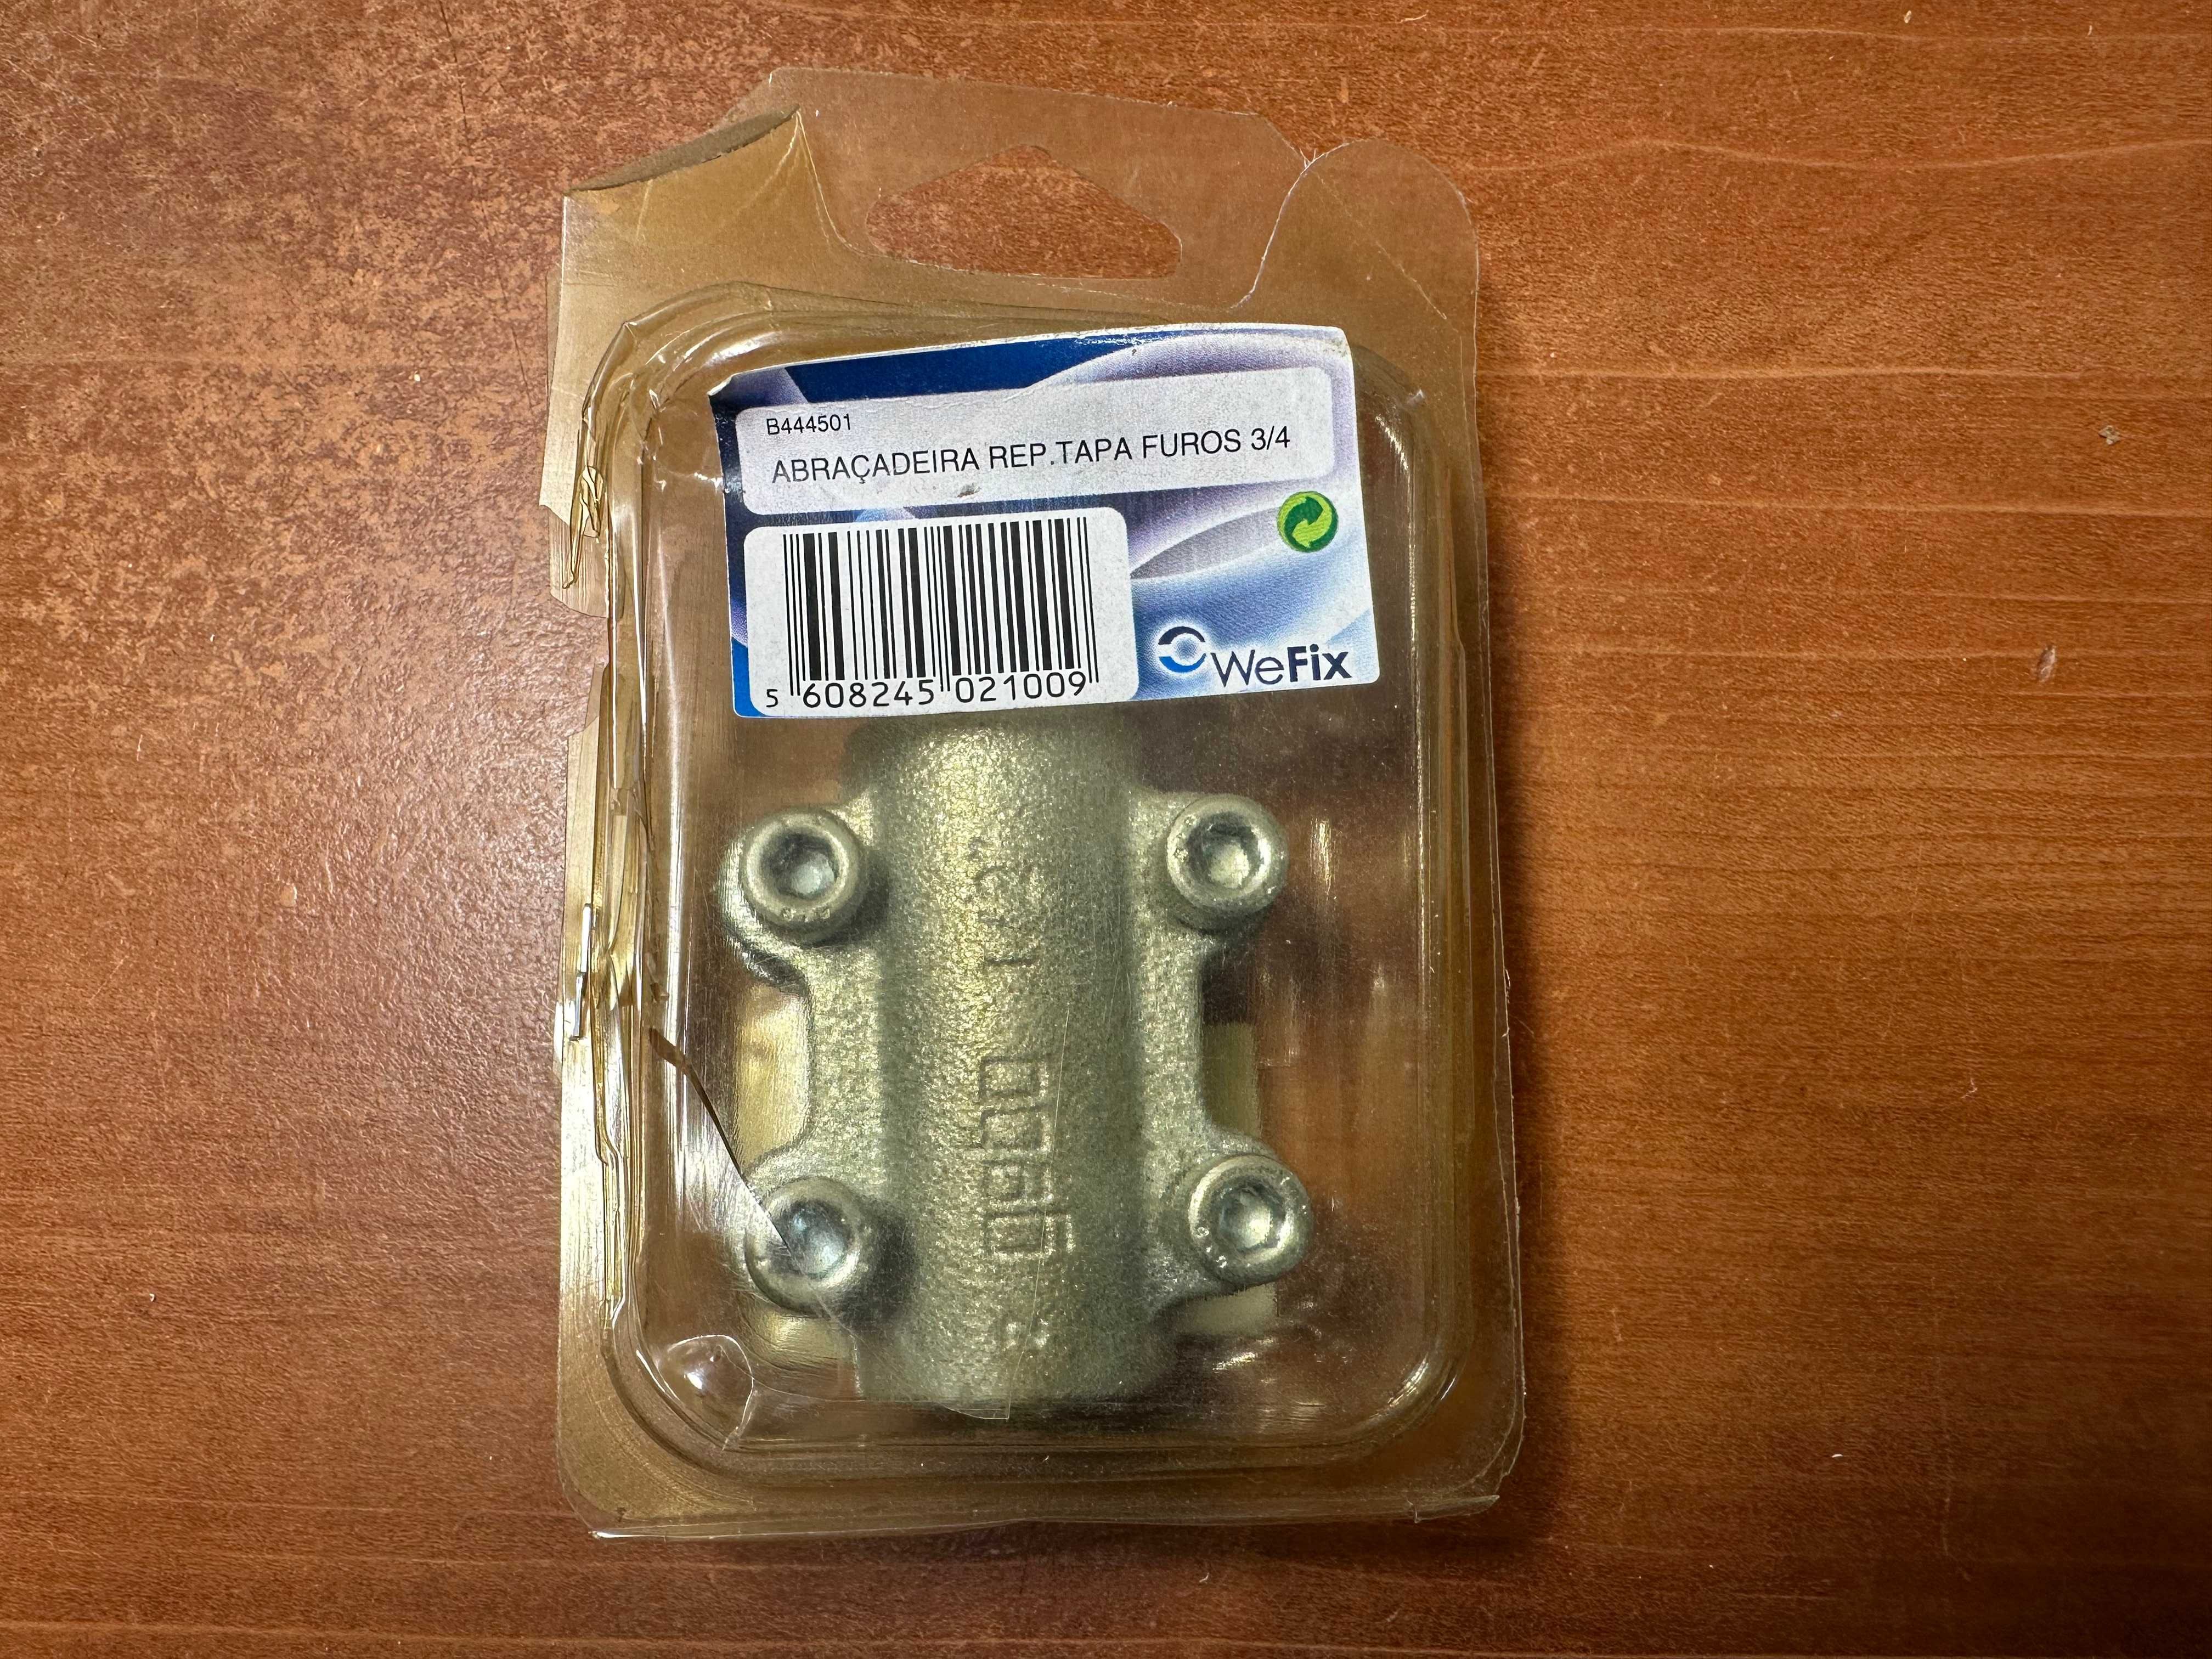 B444501
ABRAÇADEIRA REP.TAPA FUROS 3/4
5 608245 021009
WeFix